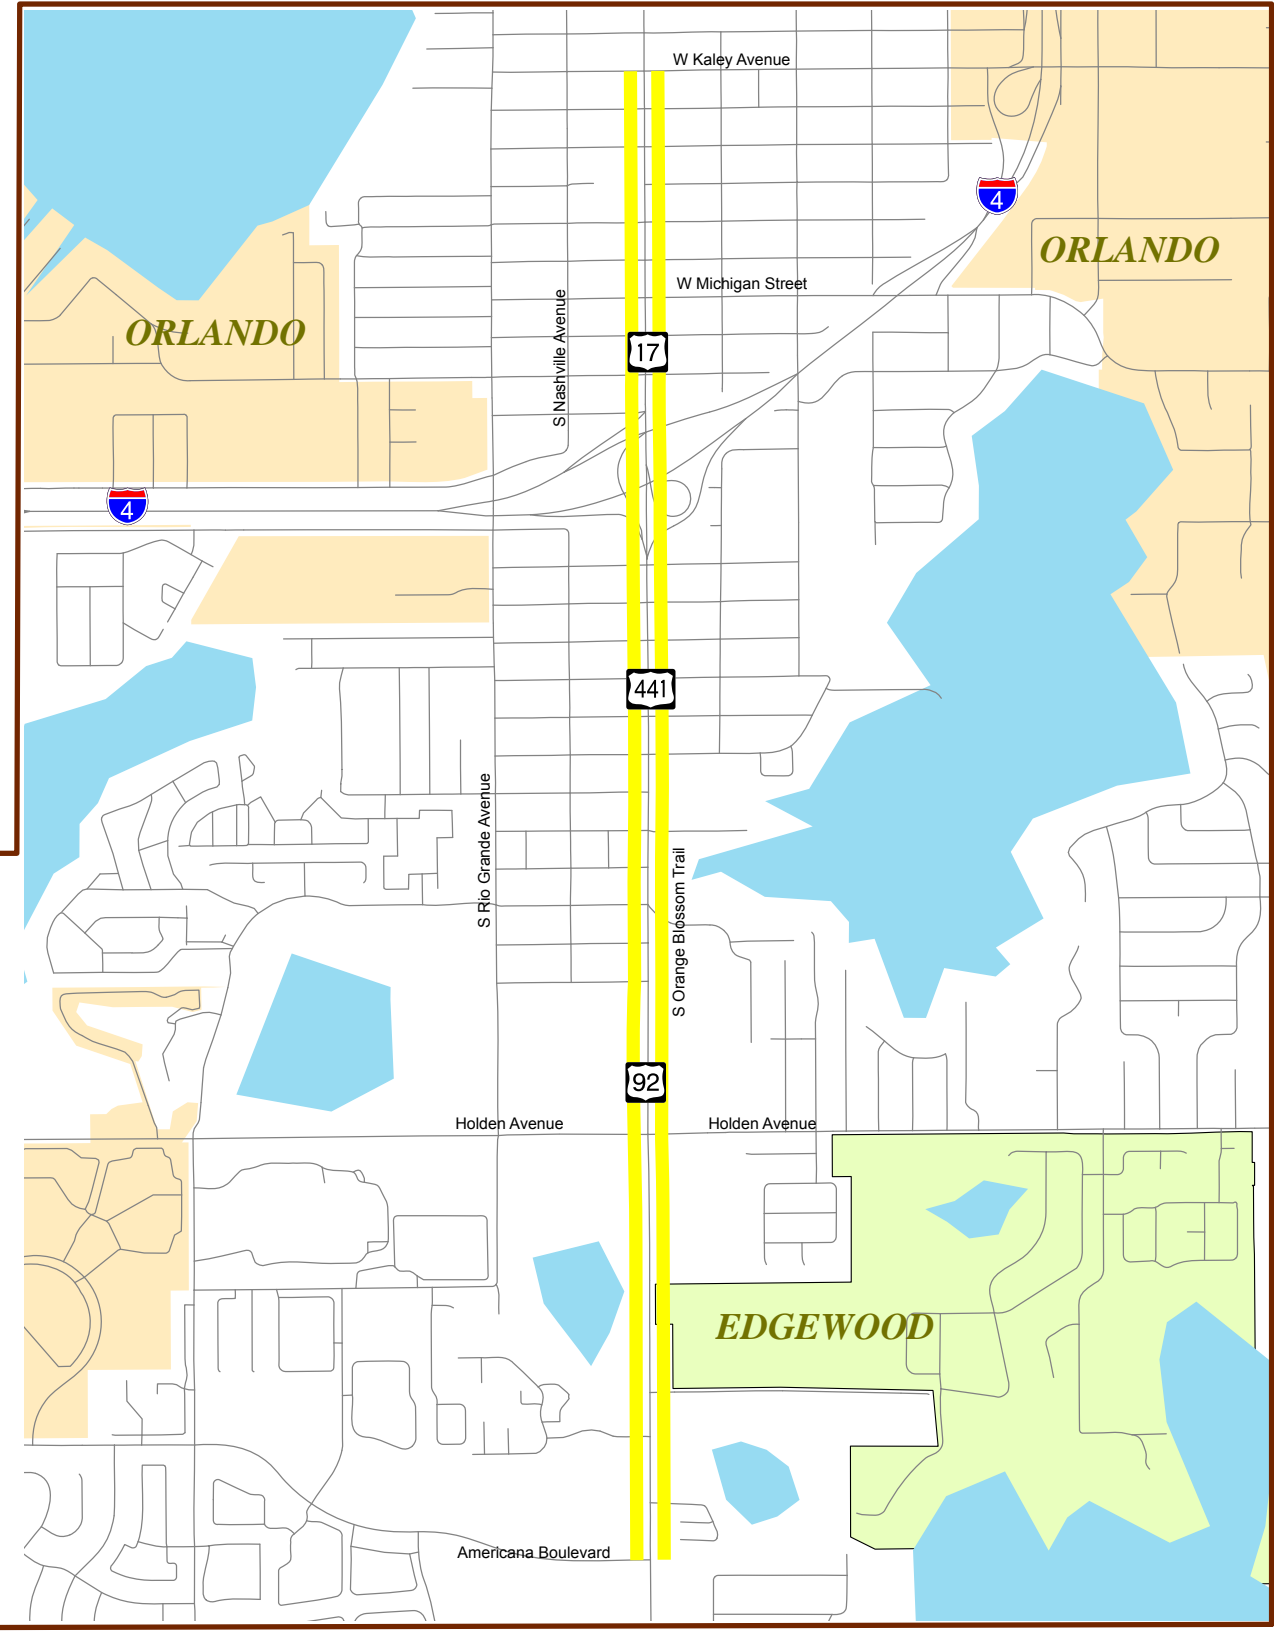 W Kaley Avenue
4
ORLANDO
W Michigan Street
S Nashville Avenue
ORLANDO
17
4
441
S Rio Grande Avenue
S Orange Blossom Trail
92
Holden Avenue
Holden Avenue
EDGEWOOD
Americana Boulevard